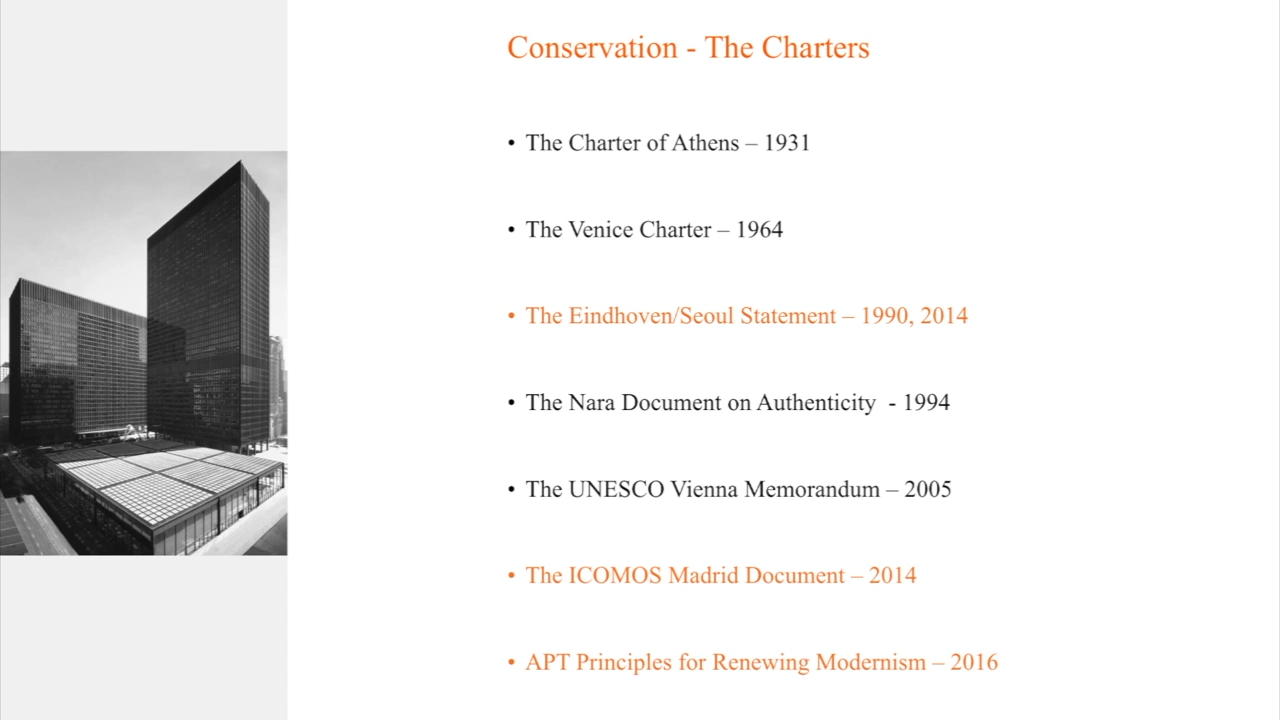 Conservation - The Charters
• The Charter of Athens – 1931
• The Venice Charter – 1964
• The Eindhoven/Seoul Statement – 1990, 2014
• The Nara Document on Authenticity  - 1994
• The UNESCO Vienna Memorandum – 2005
• The ICOMOS Madrid Document – 2014
• APT Principles for Renewing Modernism – 2016